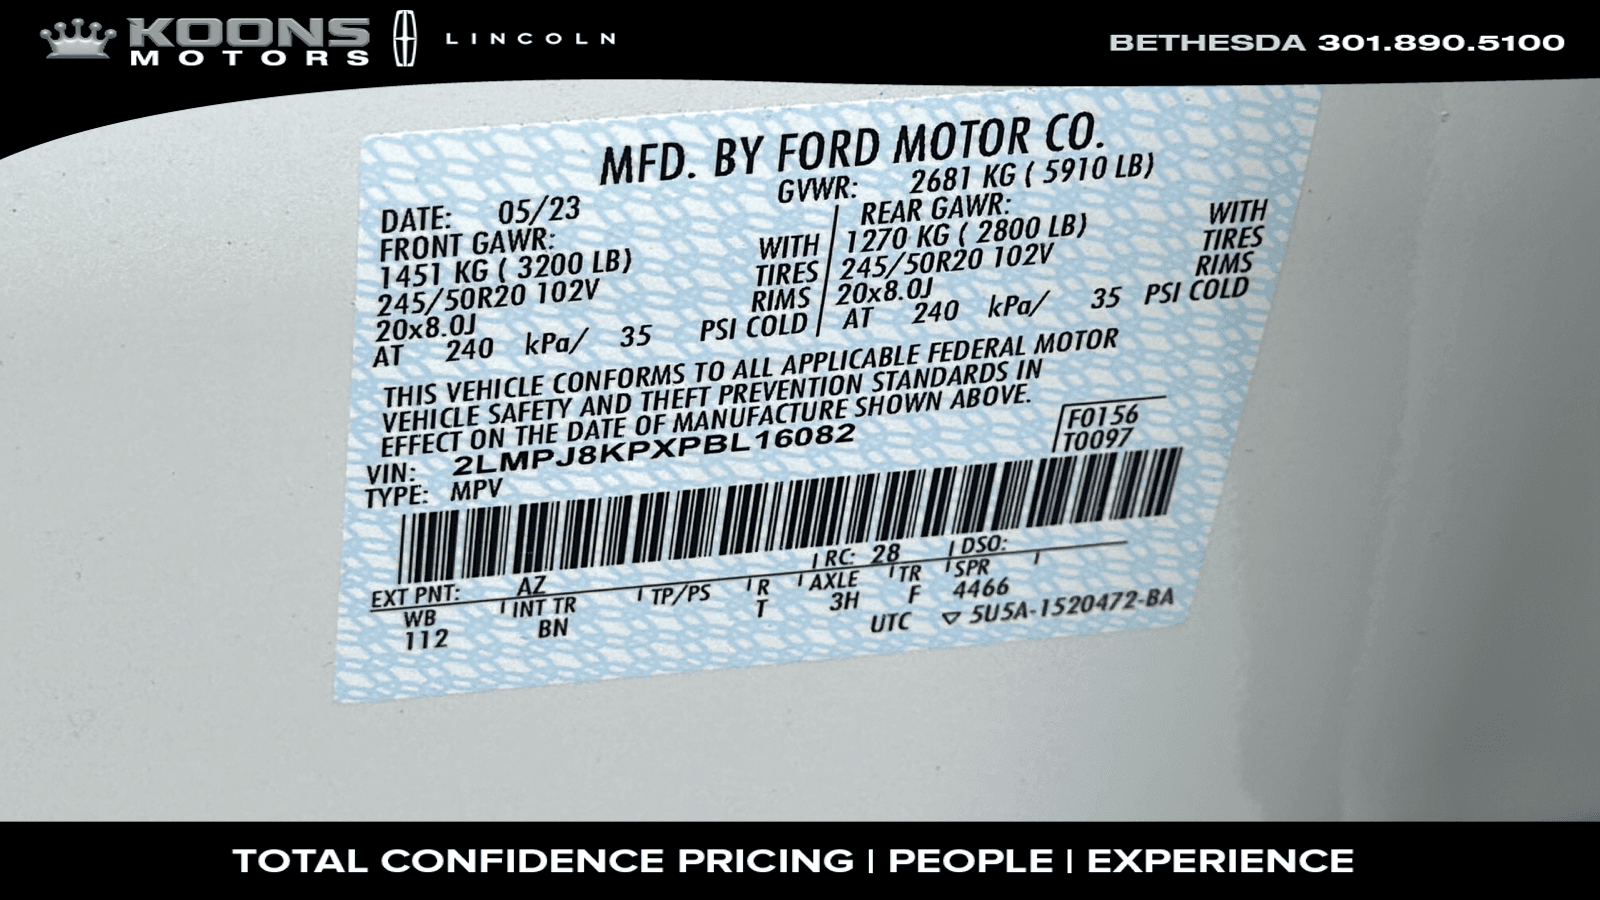 KOONS
MOTORS
LINCOLN
BETHESDA 301.890.5100
MFD. BY FORD MOTOR CO.
DATE: 05/23
GVWR: 2681 KG ( 5910 LB)
FRONT GAWR:
1451 KG ( 3200 LB) WITH
245/50R20 102V TIRES
20x8.0J RIMS
AT 240 kPa/ 35 PSI COLD
REAR GAWR:
1270 KG ( 2800 LB) WITH
245/50R20 102V TIRES
20x8.0J RIMS
AT 240 kPa/ 35 PSI COLD
THIS VEHICLE CONFORMS TO ALL APPLICABLE FEDERAL MOTOR
VEHICLE SAFETY AND THEFT PREVENTION STANDARDS IN
EFFECT ON THE DATE OF MANUFACTURE SHOWN ABOVE.
F0156
T0097
VIN: 2LMPJ8KPXPBL16082
TYPE: MPV
EXT PNT: AZ RC: 28 DSO:
WB INT TR TP/PS R AXLE TR SPR
112 BN T 3H F 4466
UTC ▽ 5U5A-1520472-BA
TOTAL CONFIDENCE PRICING | PEOPLE | EXPERIENCE